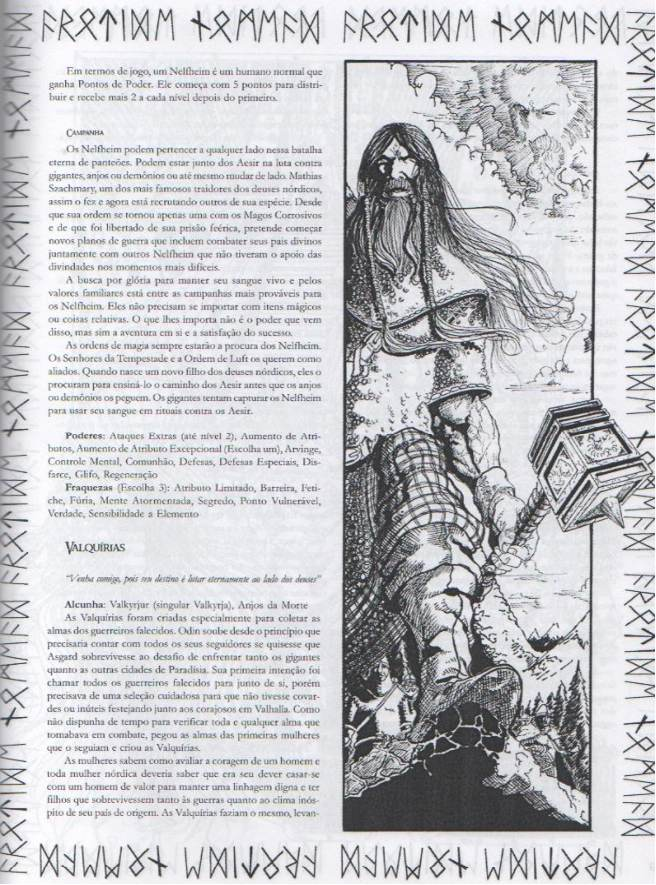 Em termos de jogo, um Nelfheim é um humano normal que
ganha Pontos de Poder. Ele começa com 5 pontos para distri-
buir e recebe mais 2 a cada nível depois do primeiro.
CAMPANHA
Os Nelfheim podem pertencer a qualquer lado nessa batalha
eterna de panteões. Podem estar junto dos Aesir na luta contra
gigantes, anjos ou demônios ou até mesmo mudar de lado. Mathias
Szachmary, um dos mais famosos traidores dos deuses nórdicos,
assim o fez e agora está recrutando outros de sua espécie. Desde
que sua ordem se tornou apenas uma com os Magos Corrosivos
e de que foi libertado de sua prisão feérica, pretende começar
novos planos de guerra que incluem combater seus pais divinos
juntamente com outros Nelfheim que não tiveram o apoio das
divindades nos momentos mais difíceis.
A busca por glória para manter seu sangue vivo e pelos
valores familiares está entre as campanhas mais prováveis para
os Nelfheim. Eles não precisam se importar com itens mágicos
ou coisas relativas. O que lhes importa não é o poder que vem
disso, mas sim a aventura em si e a satisfação do sucesso.
As ordens de magia sempre estarão a procura dos Nelfheim.
Os Senhores da Tempestade e a Ordem de Luft os querem como
aliados. Quando nasce um novo filho dos deuses nórdicos, eles o
procuram para ensiná-lo o caminho dos Aesir antes que os anjos
ou demônios os peguem. Os gigantes tentam capturar os Nelfheim
para usar seu sangue em rituais contra os Aesir.
Poderes: Ataques Extras (até nível 2), Aumento de Atri-
butos, Aumento de Atributo Excepcional (Escolha um), Arvinge,
Controle Mental, Comunhão, Defesas, Defesas Especiais, Dis-
farce, Glifo, Regeneração
Fraquezas (Escolha 3): Atributo Limitado, Barreira, Feti-
che, Fúria, Mente Atormentada, Segredo, Ponto Vulnerável,
Verdade, Sensibilidade a Elemento
VALQUÍRIAS
"Venha comigo, pois seu destino é lutar eternamente ao lado dos deuses"
Alcunha: Valkyrjur (singular Valkyrja), Anjos da Morte
As Valquírias foram criadas especialmente para coletar as
almas dos guerreiros falecidos. Odin soube desde o princípio que
precisaria contar com todos os seus seguidores se quisesse que
Asgard sobrevivesse ao desafio de enfrentar tanto os gigantes
quanto as outras cidades de Paradísia. Sua primeira intenção foi
chamar todos os guerreiros falecidos para junto de si, porém
precisava de uma seleção cuidadosa para que não tivesse covar-
des ou inúteis festejando junto aos corajosos em Valhalla. Como
não dispunha de tempo para verificar toda e qualquer alma que
tombava em combate, pegou as almas das primeiras mulheres
que o seguiam e criou as Valquírias.
As mulheres sabem como avaliar a coragem de um homem e
toda mulher nórdica deveria saber que era seu dever casar-se
com um homem de valor para manter uma linhagem digna e ter
filhos que sobrevivessem tanto às guerras quanto ao clima inós-
pito de seu país de origem. As Valquírias faziam o mesmo, levan-